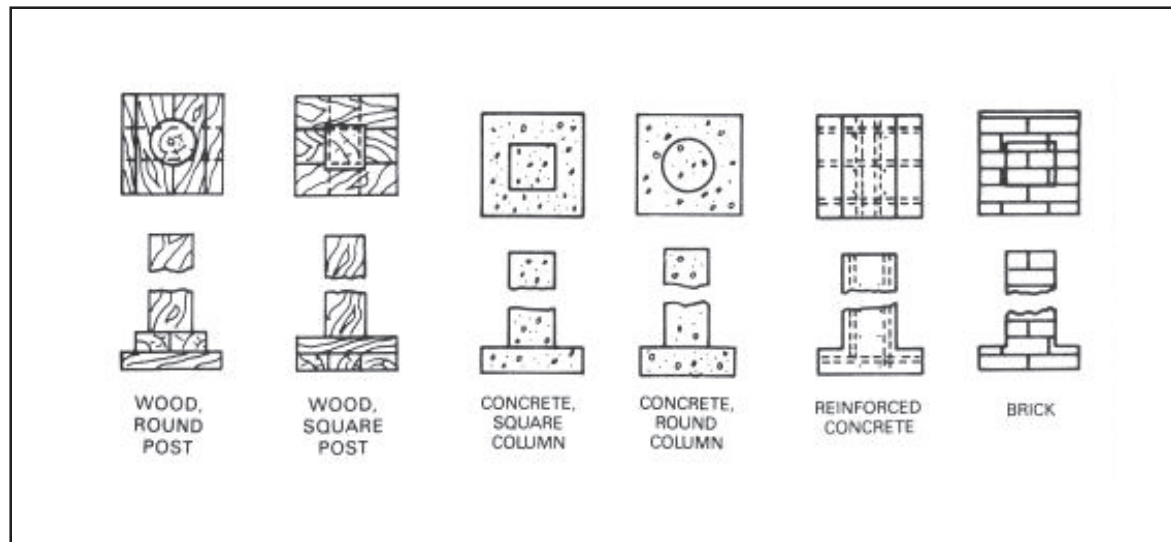 WOOD,
ROUND
POST
WOOD,
SQUARE
POST
CONCRETE,
SQUARE
COLUMN
CONCRETE,
ROUND
COLUMN
REINFORCED
CONCRETE
BRICK